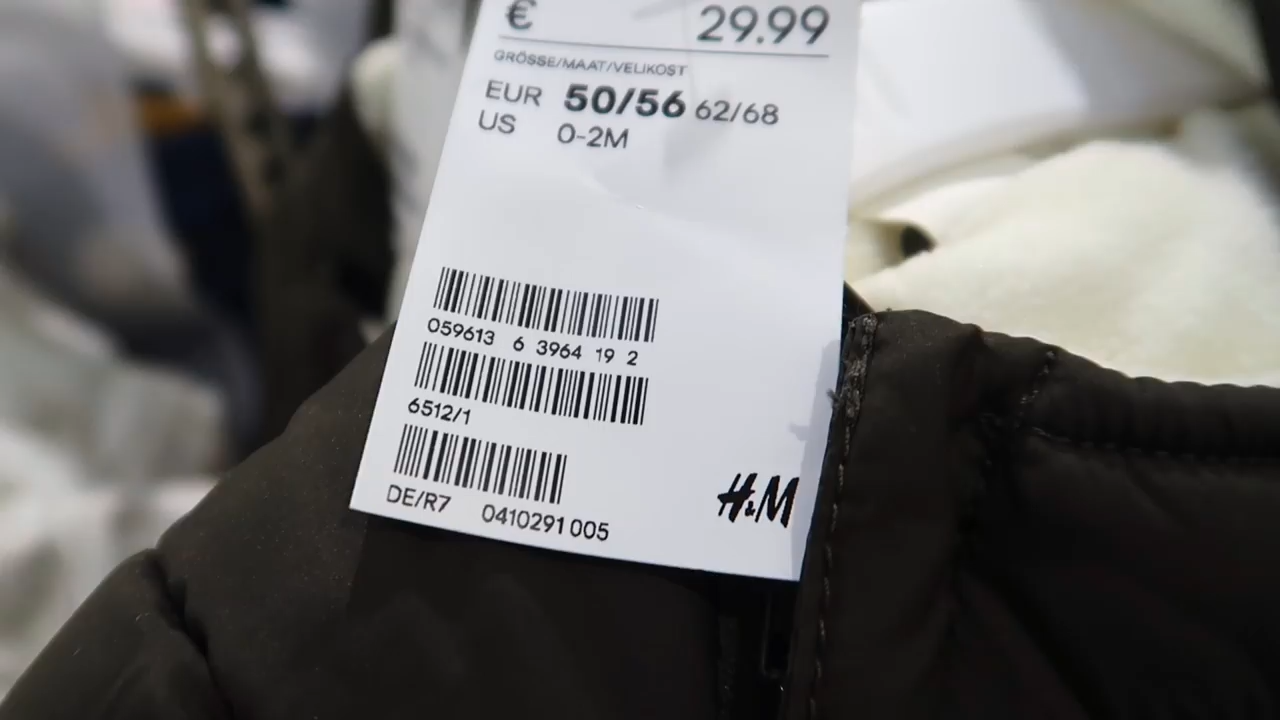 € 29.99
GRÖSSE/MAAT/VELIKOST
EUR 50/56 62/68
US 0-2M
059613 6 3964 19 2
6512/1
DE/R7 0410291 005
H&M